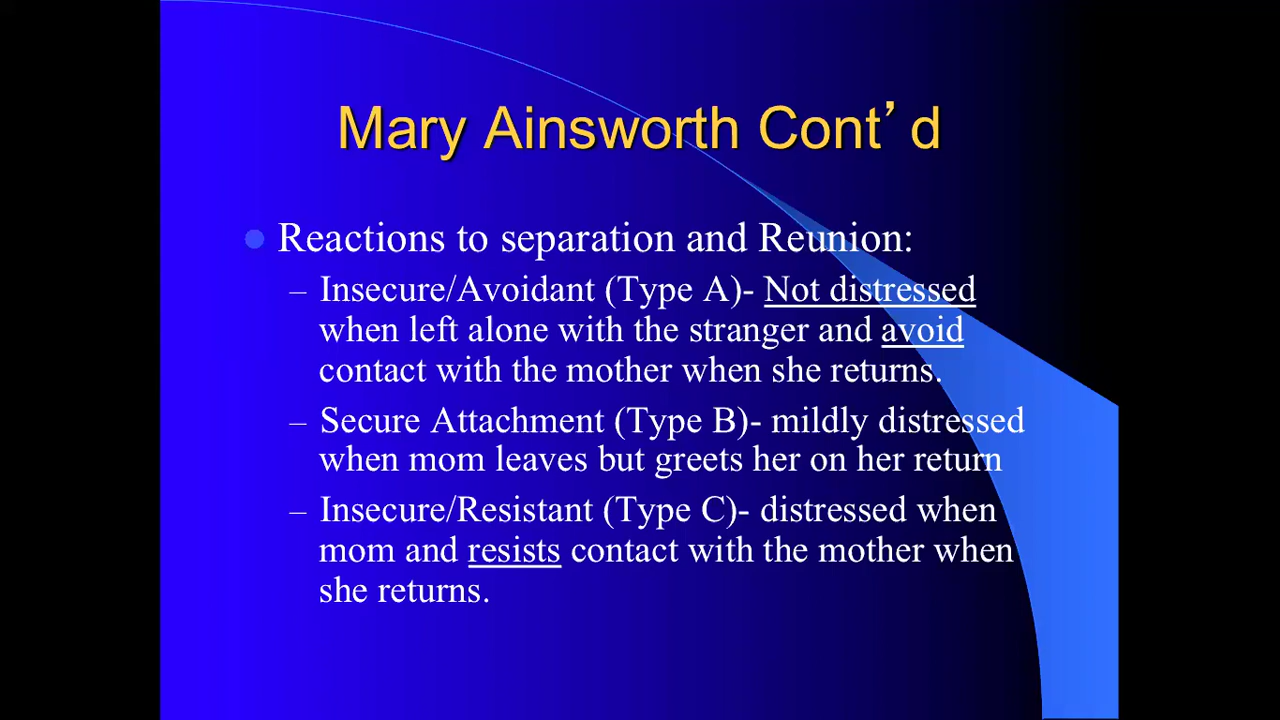 Mary Ainsworth Cont’d
Reactions to separation and Reunion:
– Insecure/Avoidant (Type A)- Not distressed
when left alone with the stranger and avoid
contact with the mother when she returns.
– Secure Attachment (Type B)- mildly distressed
when mom leaves but greets her on her return
– Insecure/Resistant (Type C)- distressed when
mom and resists contact with the mother when
she returns.